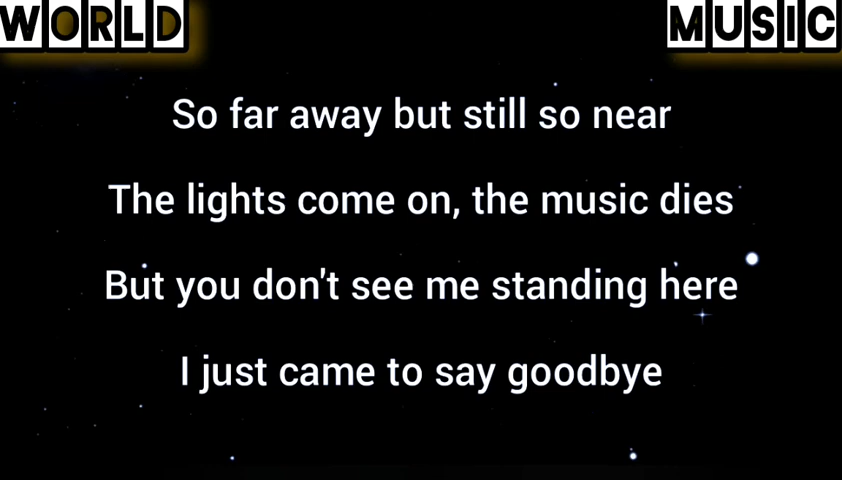 WORLD MUSIC
So far away but still so near
The lights come on, the music dies
But you don't see me standing here
I just came to say goodbye